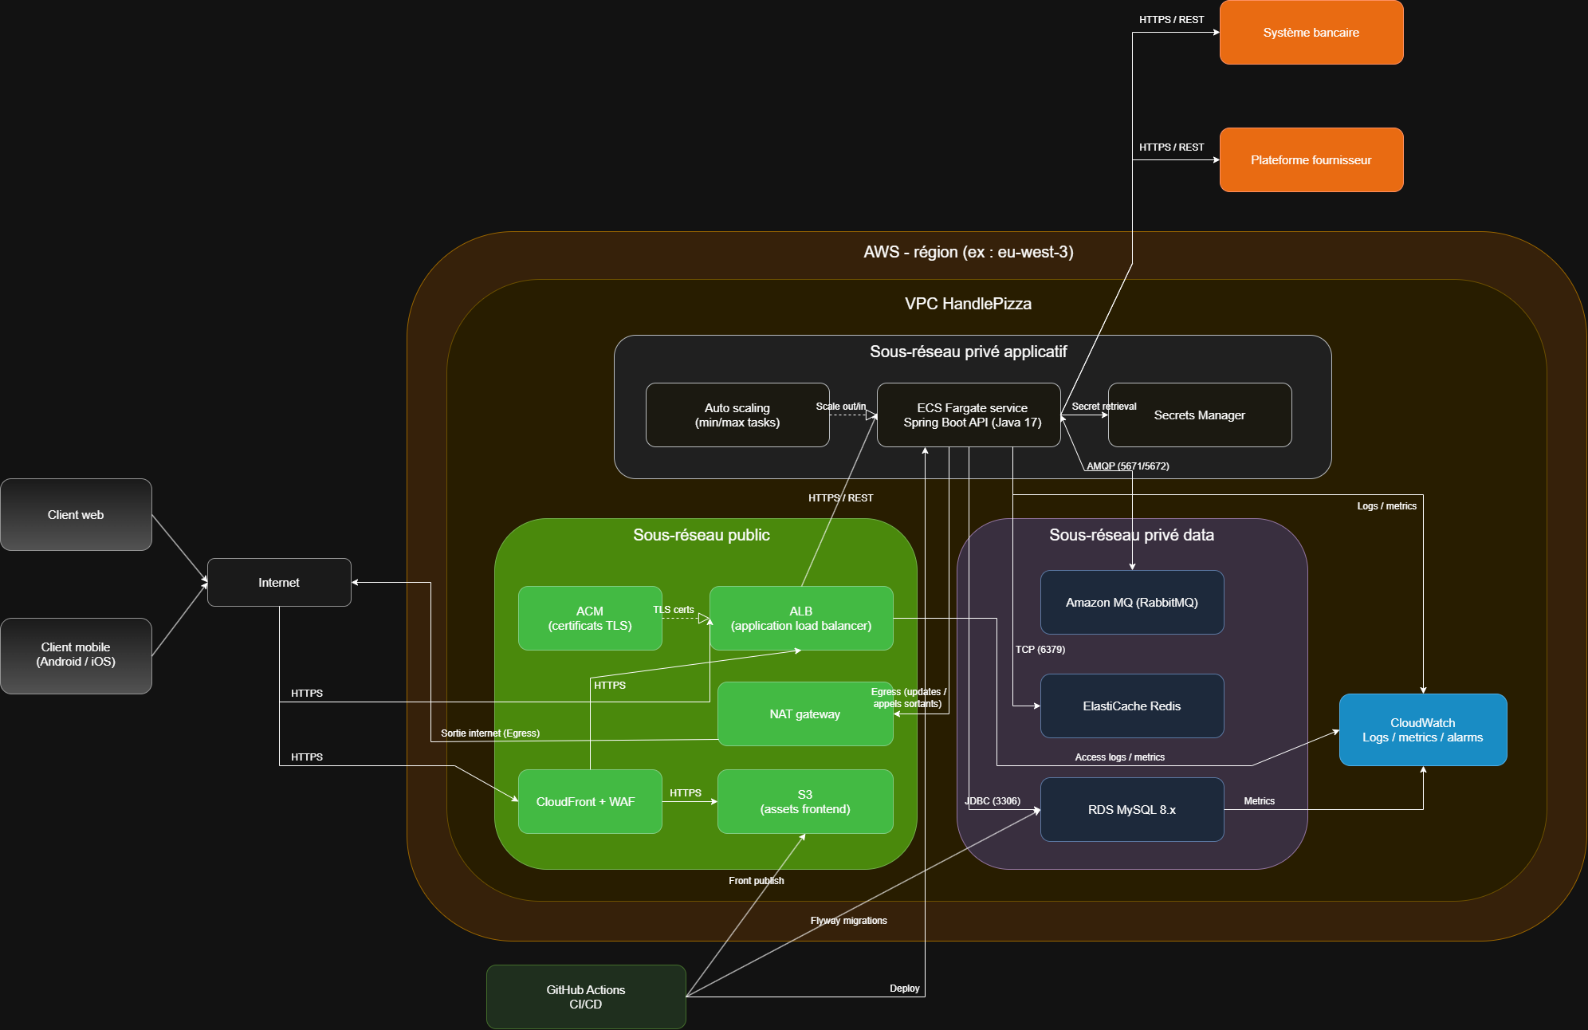 HTTPS / REST
Système bancaire
HTTPS / REST
Plateforme fournisseur
AWS - région (ex : eu-west-3)
VPC HandlePizza
Sous-réseau privé applicatif
Auto scaling
(min/max tasks)
Scale out/in
ECS Fargate service
Spring Boot API (Java 17)
Secret retrieval
Secrets Manager
AMQP (5671/5672)
HTTPS / REST
Logs / metrics
Client web
Internet
Client mobile
(Android / iOS)
HTTPS
HTTPS
Sous-réseau public
ACM
(certificats TLS)
TLS certs
ALB
(application load balancer)
HTTPS
NAT gateway
Egress (updates /
appels sortants)
Sortie internet (Egress)
CloudFront + WAF
HTTPS
S3
(assets frontend)
Sous-réseau privé data
Amazon MQ (RabbitMQ)
TCP (6379)
ElastiCache Redis
Access logs / metrics
JDBC (3306)
RDS MySQL 8.x
Metrics
CloudWatch
Logs / metrics / alarms
Front publish
Flyway migrations
GitHub Actions
CI/CD
Deploy